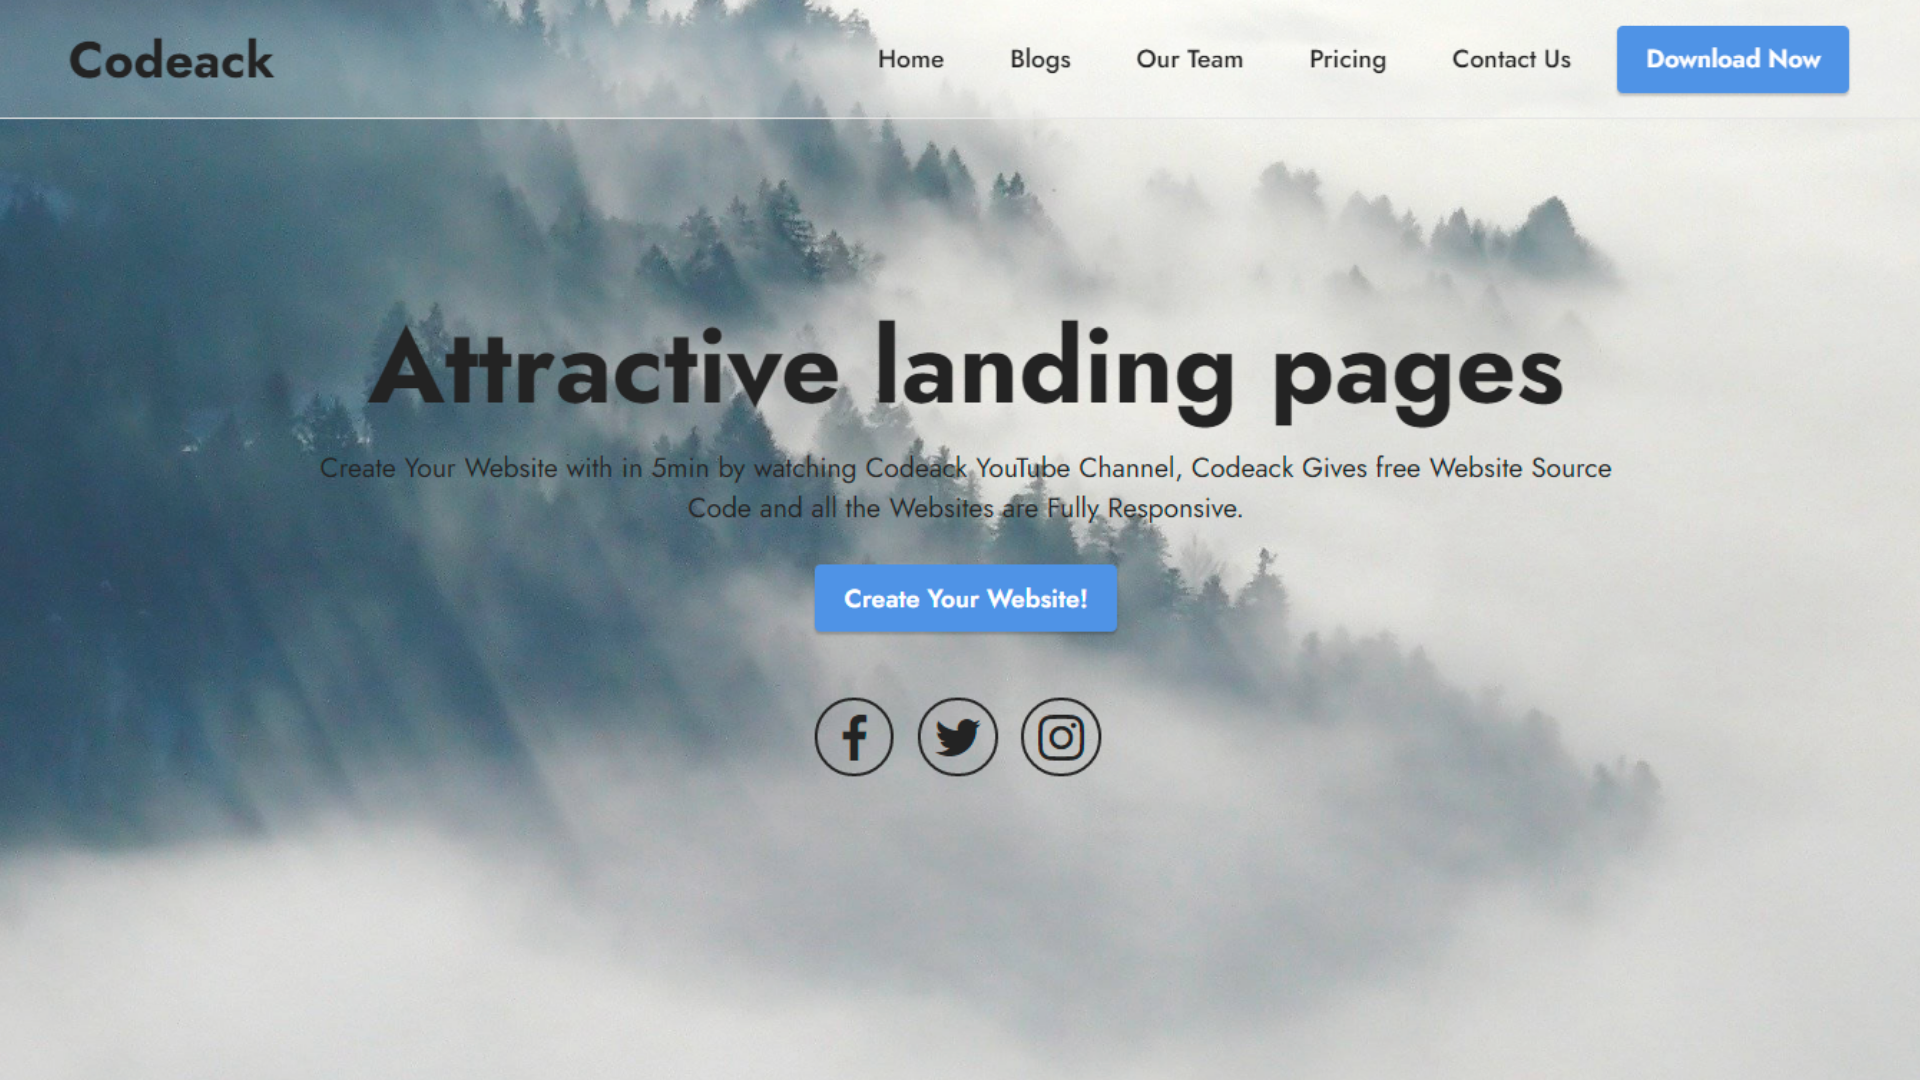 Codeack
Home Blogs Our Team Pricing Contact Us Download Now
Attractive landing pages
Create Your Website with in 5min by watching Codeack YouTube Channel, Codeack Gives free Website Source
Code and all the Websites are Fully Responsive.
Create Your Website!